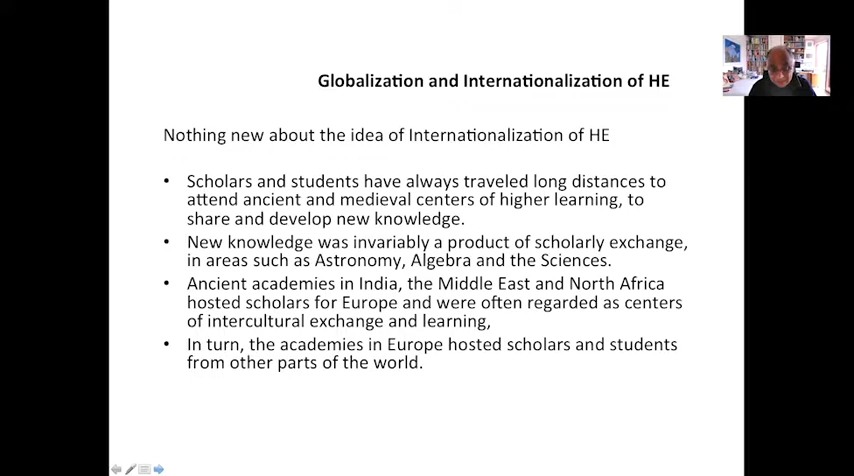 Globalization and Internationalization of HE
Nothing new about the idea of Internationalization of HE
• Scholars and students have always traveled long distances to
attend ancient and medieval centers of higher learning, to
share and develop new knowledge.
• New knowledge was invariably a product of scholarly exchange,
in areas such as Astronomy, Algebra and the Sciences.
• Ancient academies in India, the Middle East and North Africa
hosted scholars for Europe and were often regarded as centers
of intercultural exchange and learning,
• In turn, the academies in Europe hosted scholars and students
from other parts of the world.